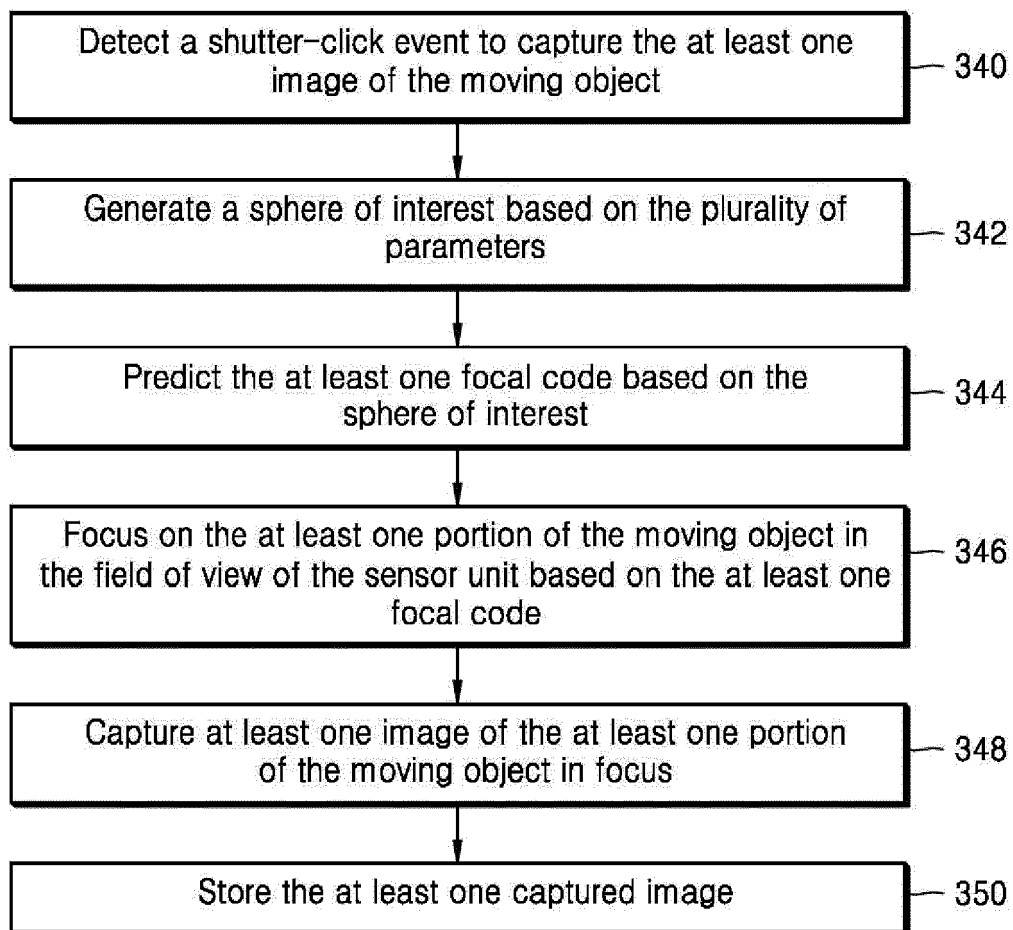 Detect a shutter-click event to capture the at least one
image of the moving object
340
Generate a sphere of interest based on the plurality of
parameters
342
Predict the at least one focal code based on the
sphere of interest
344
Focus on the at least one portion of the moving object in
the field of view of the sensor unit based on the at least one
focal code
346
Capture at least one image of the at least one portion
of the moving object in focus
348
Store the at least one captured image
350